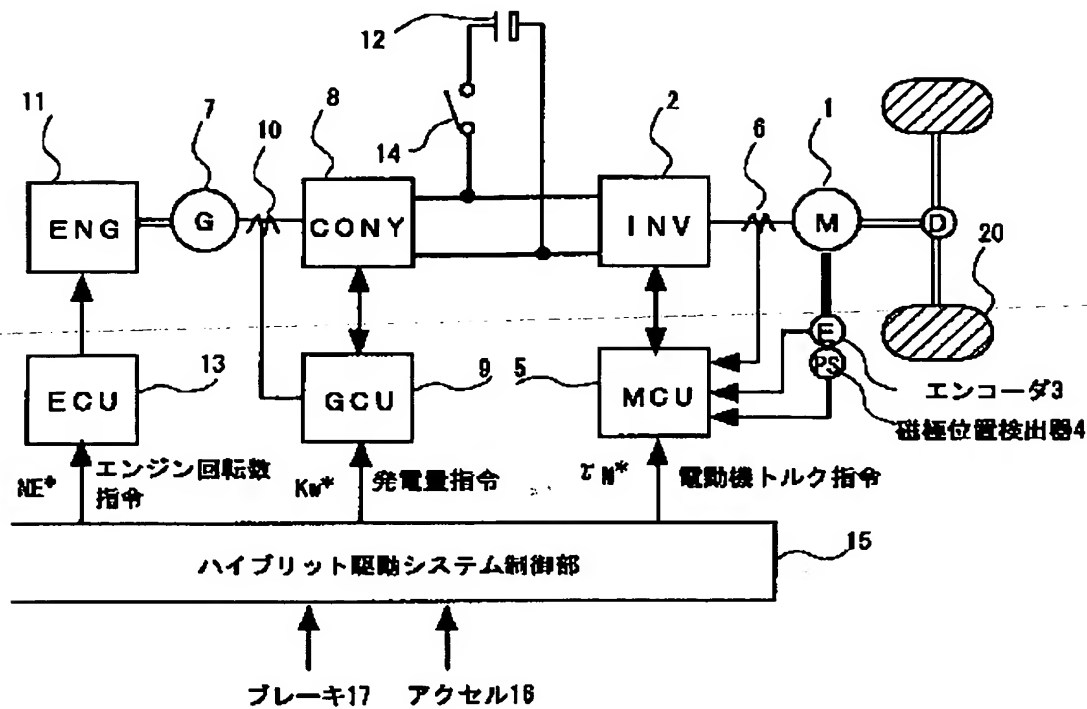 12
11
7
10
8
14
2
6
1
ENG
G
CONY
INV
M
D
20
E
PS
ECU
13
GCU
9
5
MCU
エンコーダ3
磁極位置検出器4
NE*
エンジン回転数
指令
Kw*
発電量指令
τM*
電動機トルク指令
ハイブリット駆動システム制御部
15
ブレーキ17
アクセル16